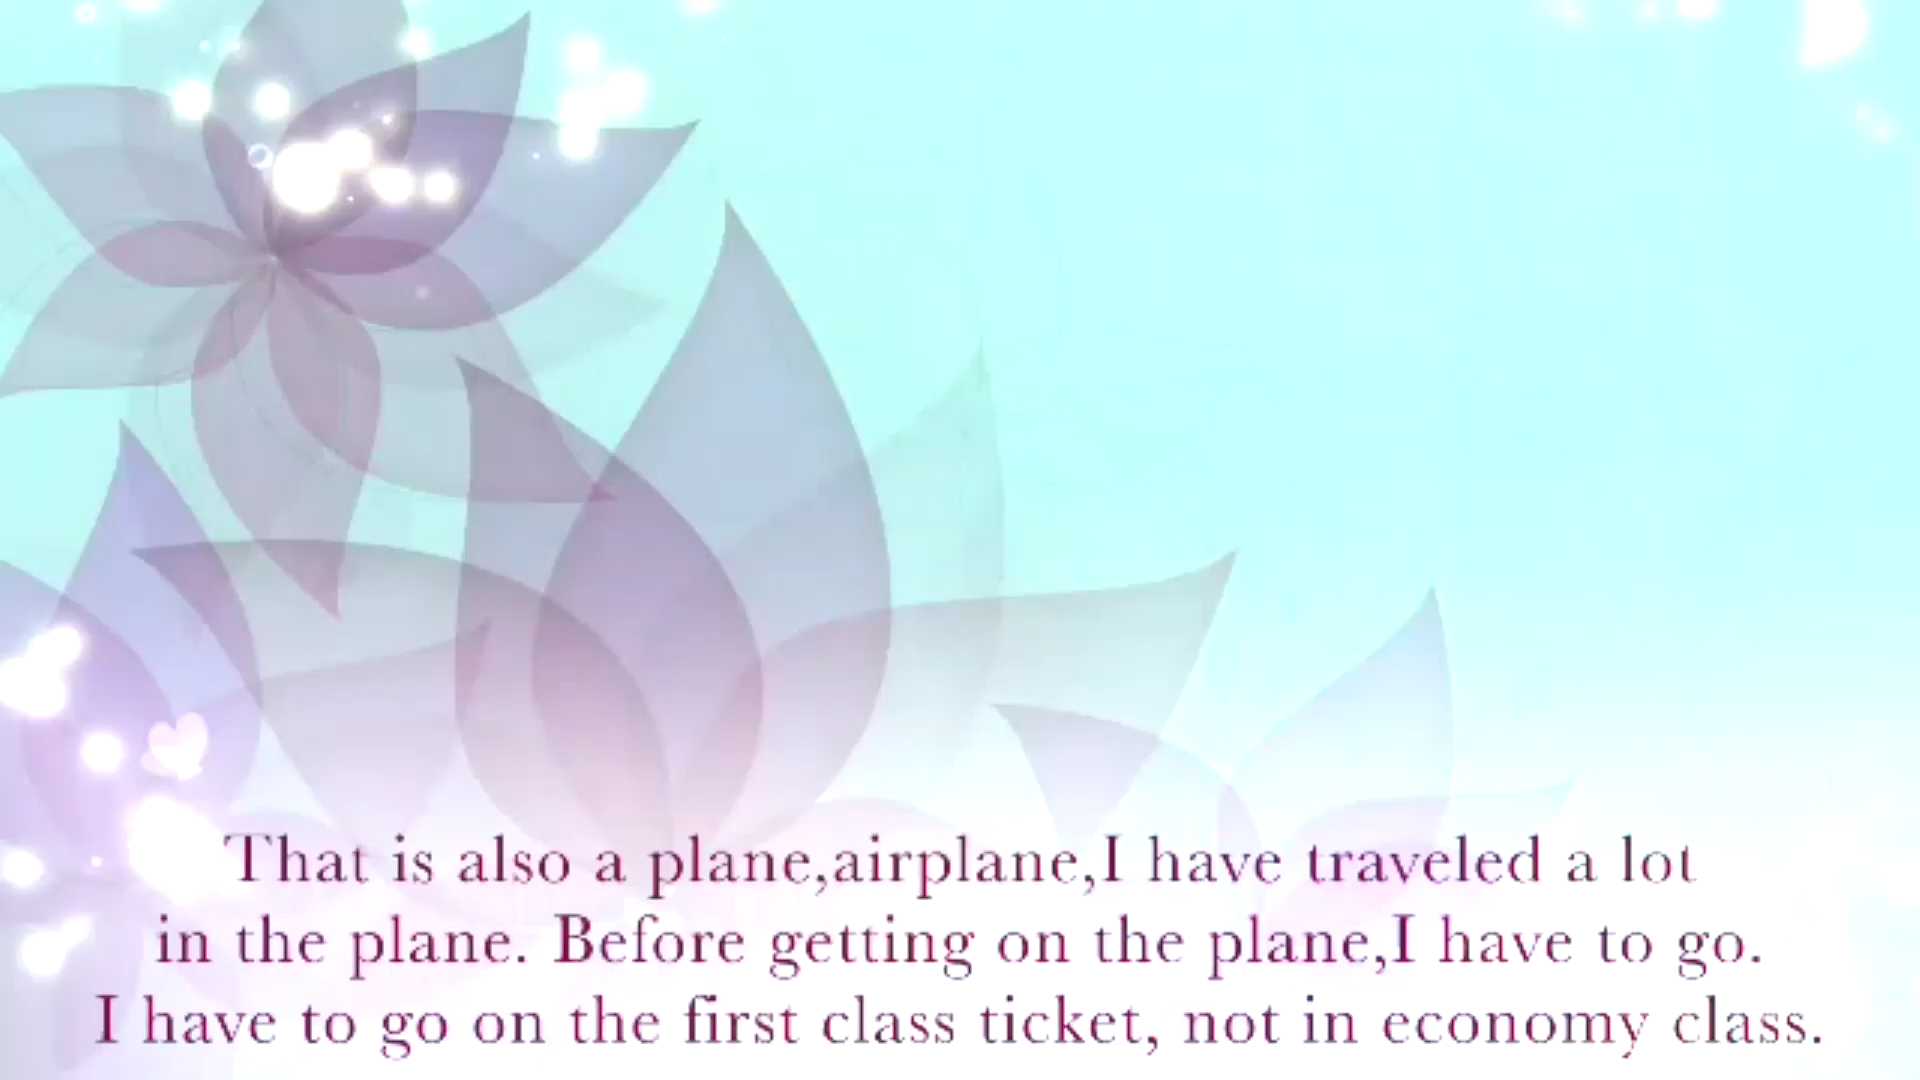 That is also a plane,airplane,I have traveled a lot
in the plane. Before getting on the plane,I have to go.
I have to go on the first class ticket, not in economy class.